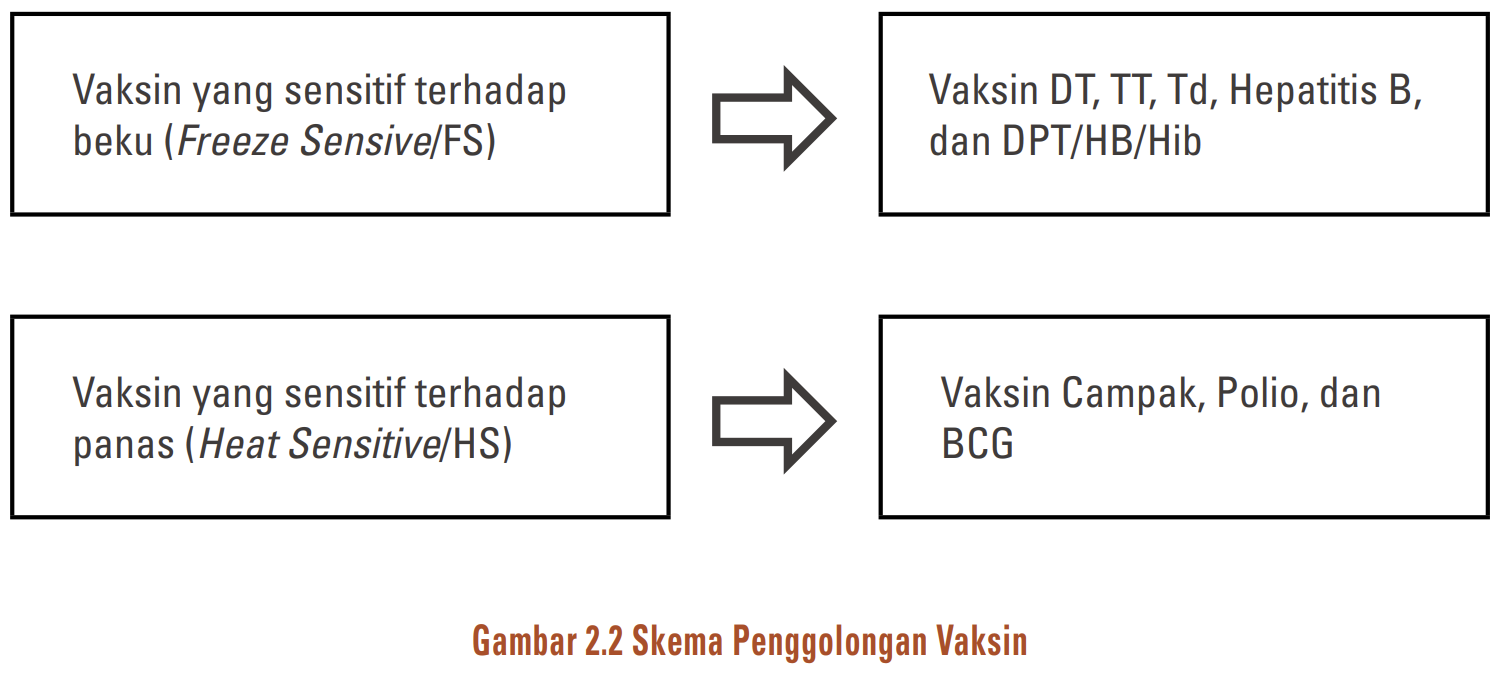 Vaksin yang sensitif terhadap
beku (Freeze Sensive/FS)
Vaksin DT, TT, Td, Hepatitis B,
dan DPT/HB/Hib
Vaksin yang sensitif terhadap
panas (Heat Sensitive/HS)
Vaksin Campak, Polio, dan
BCG
Gambar 2.2 Skema Penggolongan Vaksin